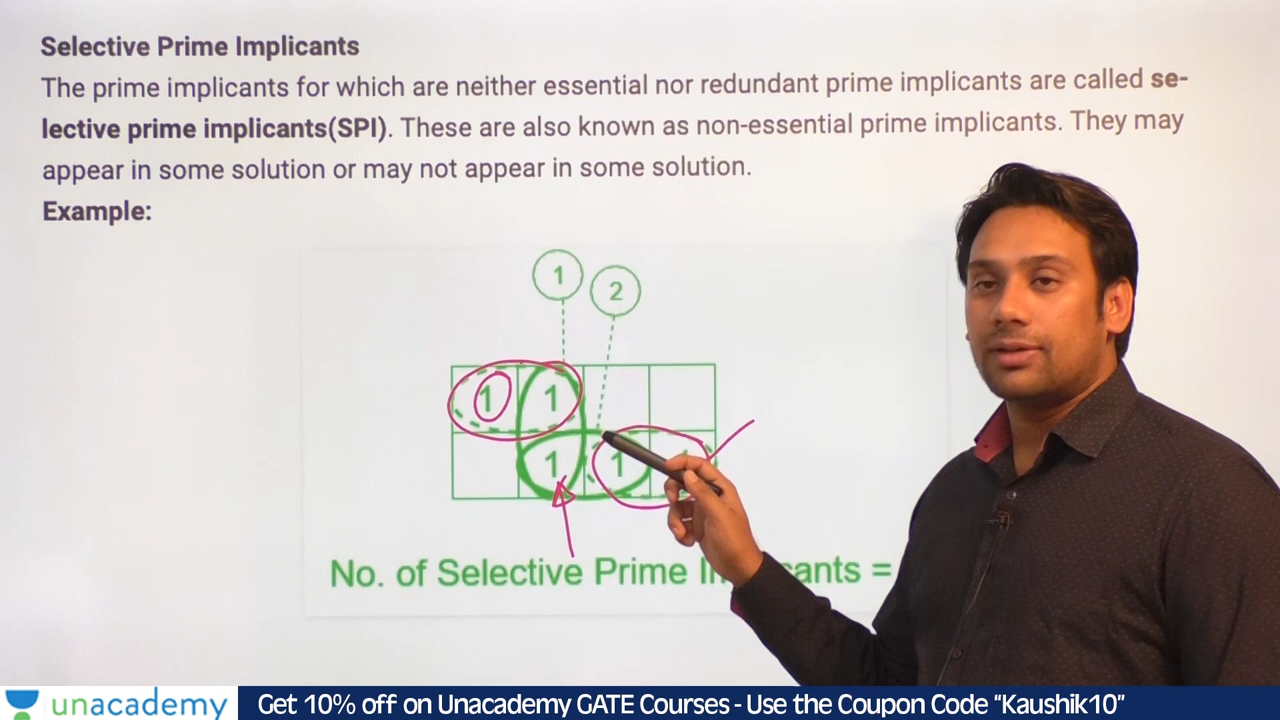 Selective Prime Implicants
The prime implicants for which are neither essential nor redundant prime implicants are called se-
lective prime implicants(SPI). These are also known as non-essential prime implicants. They may
appear in some solution or may not appear in some solution.
Example:
1
2
1 1
1 1
No. of Selective Prime =
unacademy
Get 10% off on Unacademy GATE Courses - Use the Coupon Code “Kaushik10”